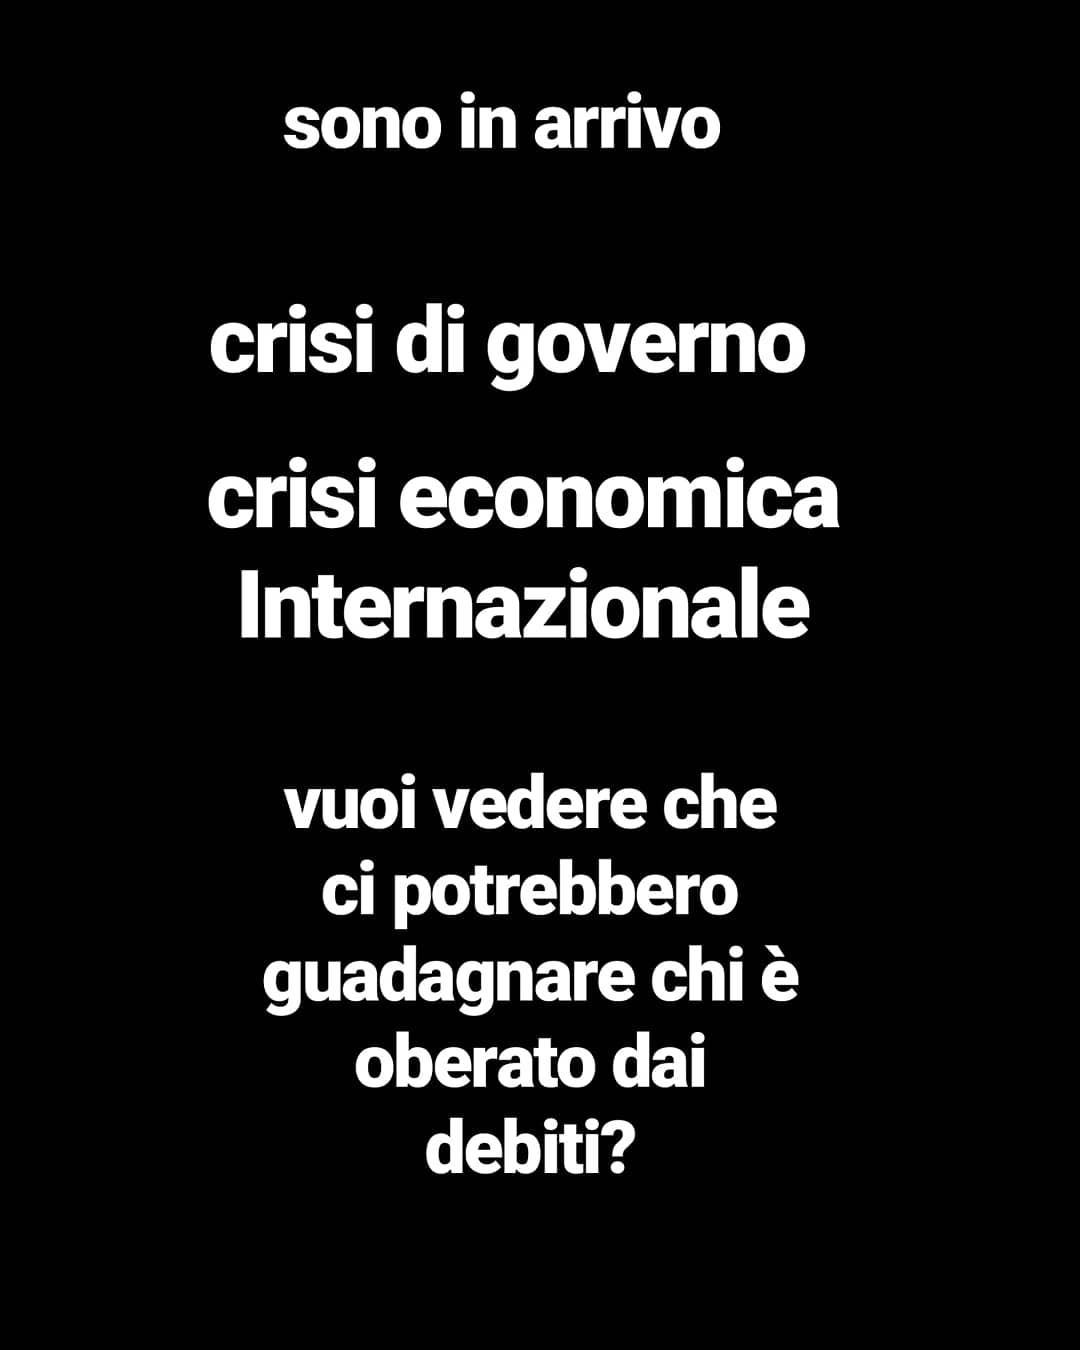 sono in arrivo
crisi di governo
crisi economica
Internazionale
vuoi vedere che
ci potrebbero
guadagnare chi è
oberato dai
debiti?